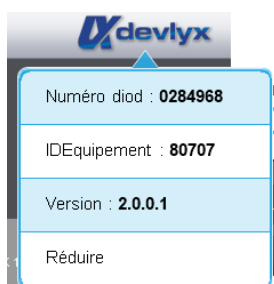 devlyx
Numéro diod : 0284968
IDEquipement : 80707
Version : 2.0.0.1
Réduire